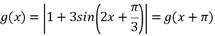 g(x) = |1 + 3sin(2x + π/3)| = g(x + π)